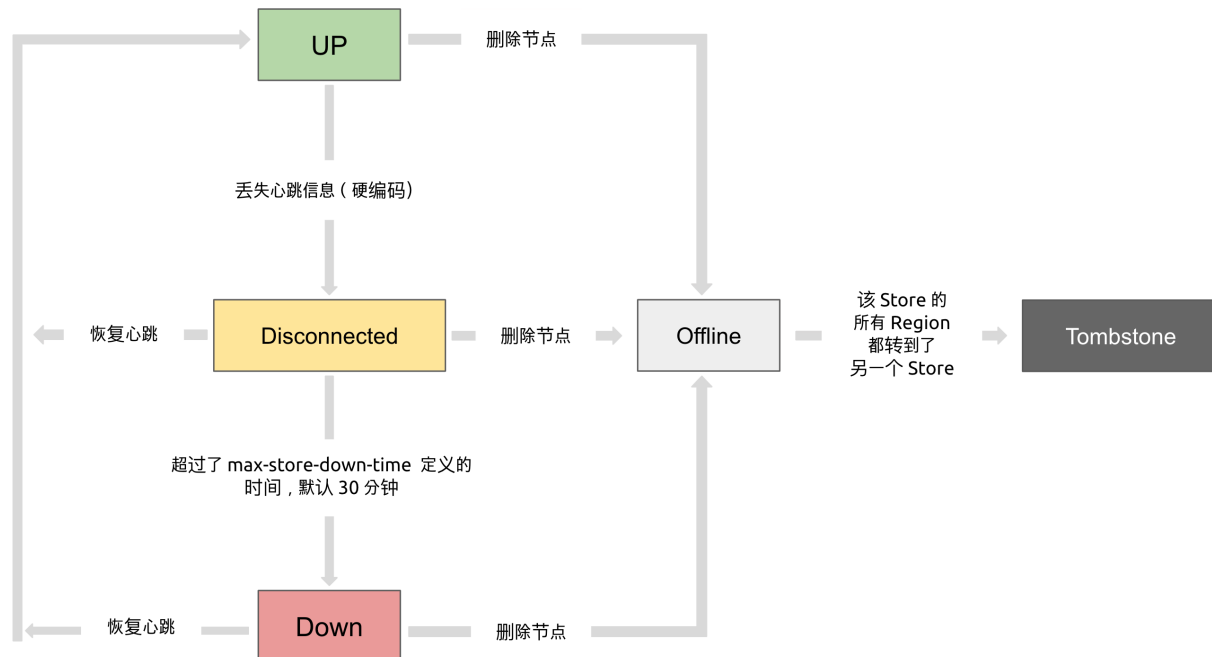 UP
删除节点
丢失心跳信息（硬编码)
恢复心跳
Disconnected
删除节点
Offline
该 Store 的
所有 Region
都转到了
另一个 Store
Tombstone
超过了 max-store-down-time 定义的
时间，默认 30 分钟
恢复心跳
Down
删除节点